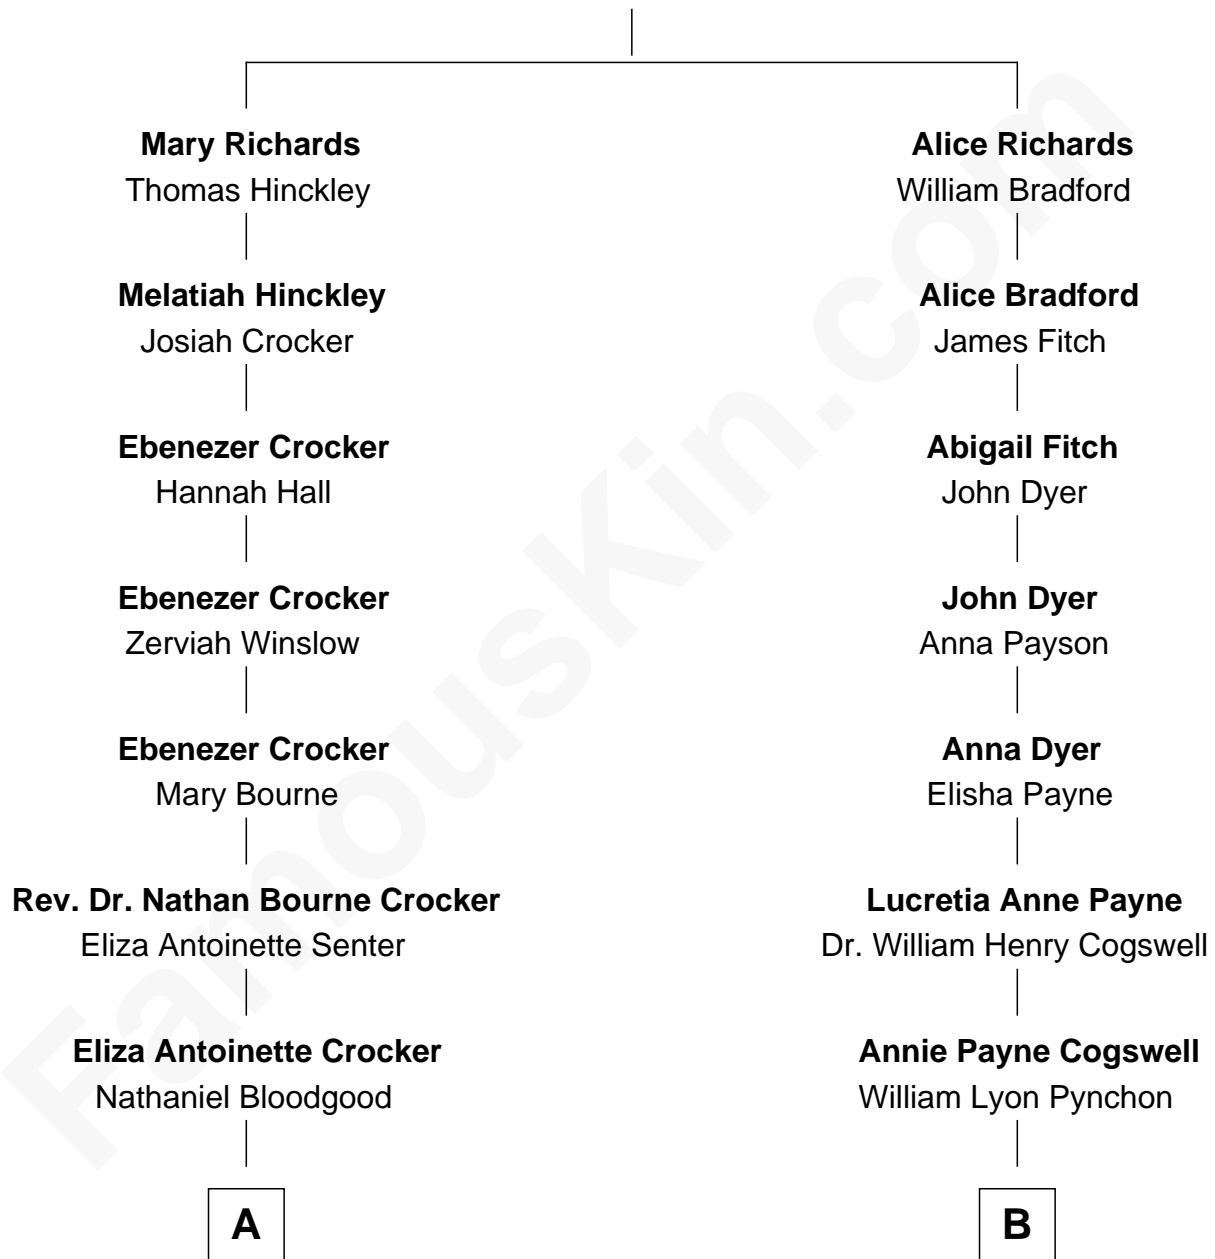 Mary Richards
Thomas Hinckley
Melatiah Hinckley
Josiah Crocker
Ebenezer Crocker
Hannah Hall
Ebenezer Crocker
Zerviah Winslow
Ebenezer Crocker
Mary Bourne
Rev. Dr. Nathan Bourne Crocker
Eliza Antoinette Senter
Eliza Antoinette Crocker
Nathaniel Bloodgood
A
Alice Richards
William Bradford
Alice Bradford
James Fitch
Abigail Fitch
John Dyer
John Dyer
Anna Payson
Anna Dyer
Elisha Payne
Lucretia Anne Payne
Dr. William Henry Cogswell
Annie Payne Cogswell
William Lyon Pynchon
B
FamousKin.com